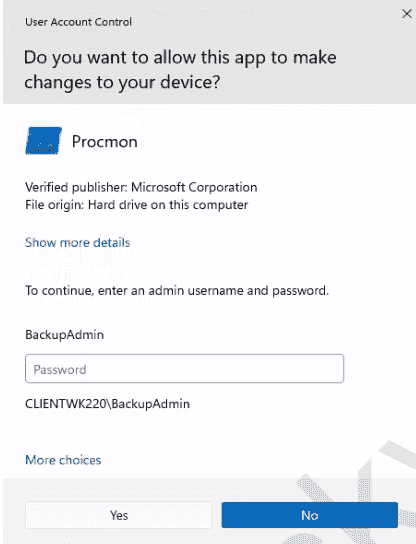 User Account Control
Do you want to allow this app to make
changes to your device?
Procmon
Verified publisher: Microsoft Corporation
File origin: Hard drive on this computer
Show more details
To continue, enter an admin username and password.
BackupAdmin
Password
CLIENTWK220\BackupAdmin
More choices
Yes
No